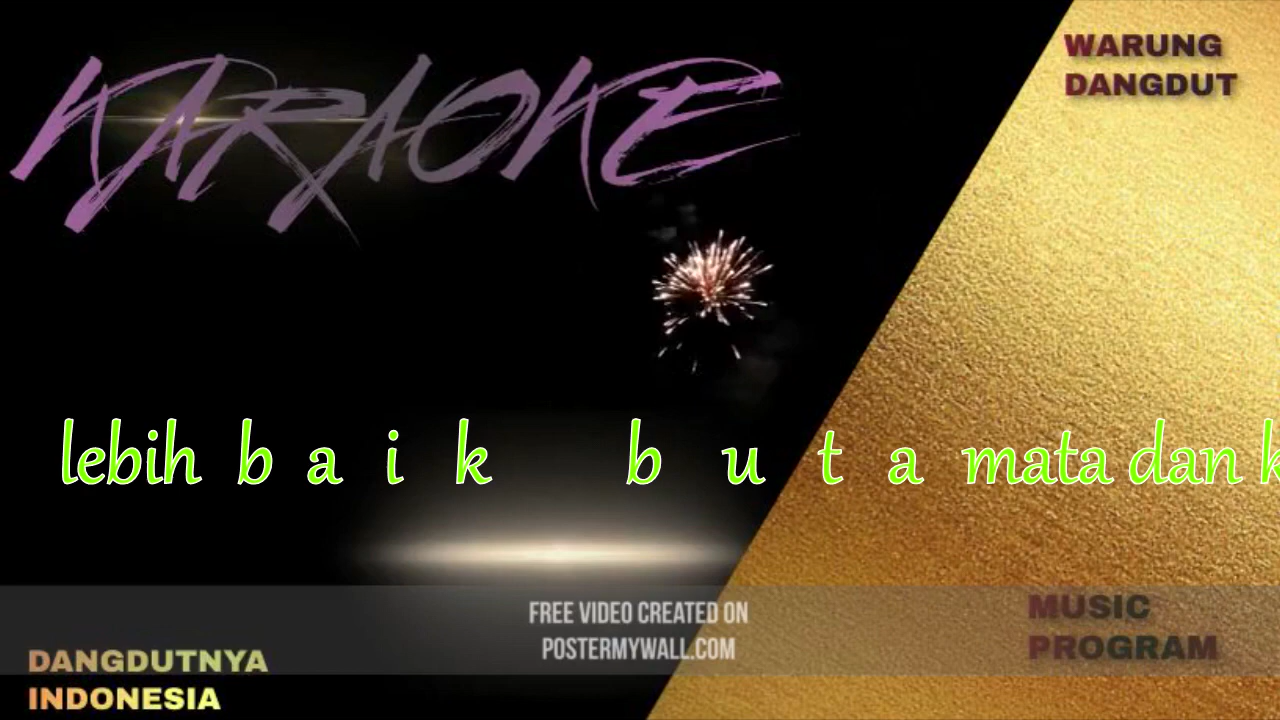 KARAOKE
WARUNG
DANGDUT
lebih b a i k b u t a mata dan k
FREE VIDEO CREATED ON
POSTERMYWALL.COM
MUSIC
PROGRAM
DANGDUTNYA
INDONESIA